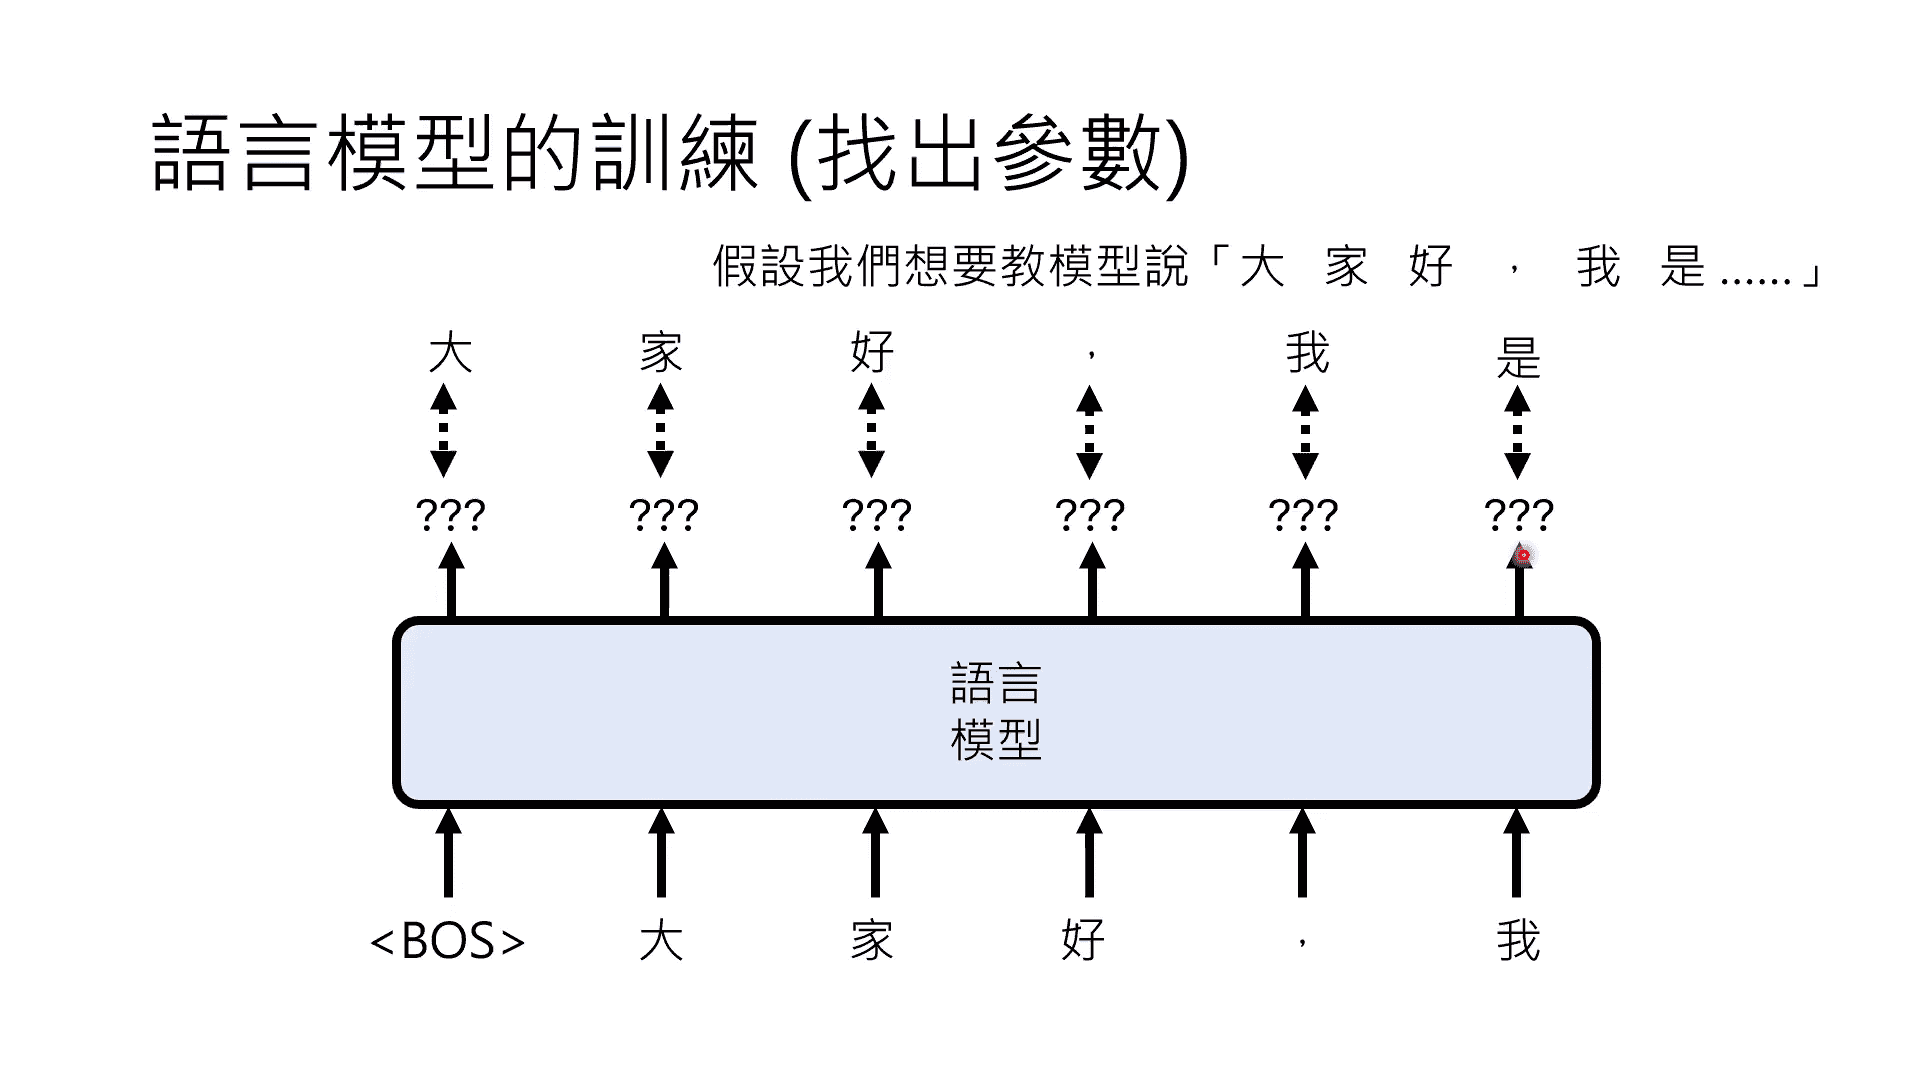 語言模型的訓練 (找出參數)
假設我們想要教模型說「大 家 好 , 我 是 ……」
大 家 好 , 我 是
??? ??? ??? ??? ??? ???
語言
模型
<BOS> 大 家 好 , 我